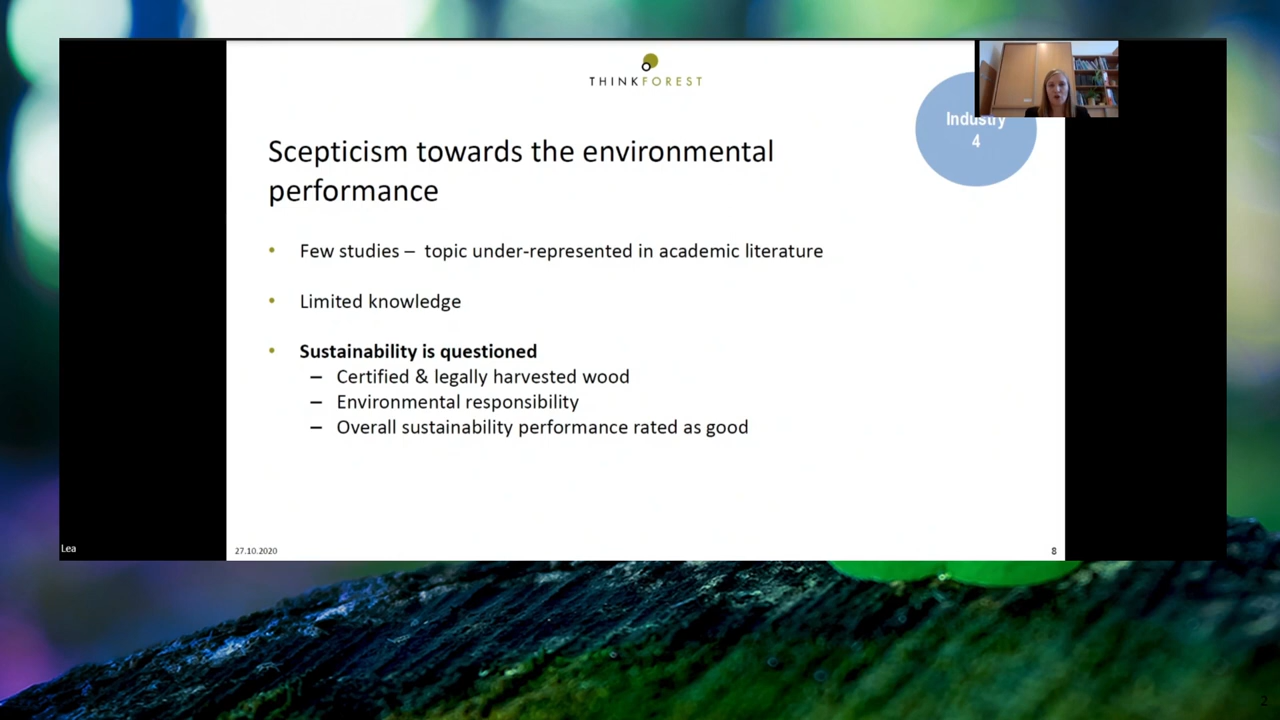 THINKFOREST
Industry
4
Scepticism towards the environmental
performance
• Few studies – topic under-represented in academic literature
• Limited knowledge
• Sustainability is questioned
– Certified & legally harvested wood
– Environmental responsibility
– Overall sustainability performance rated as good
Lea
27.10.2020
8
2